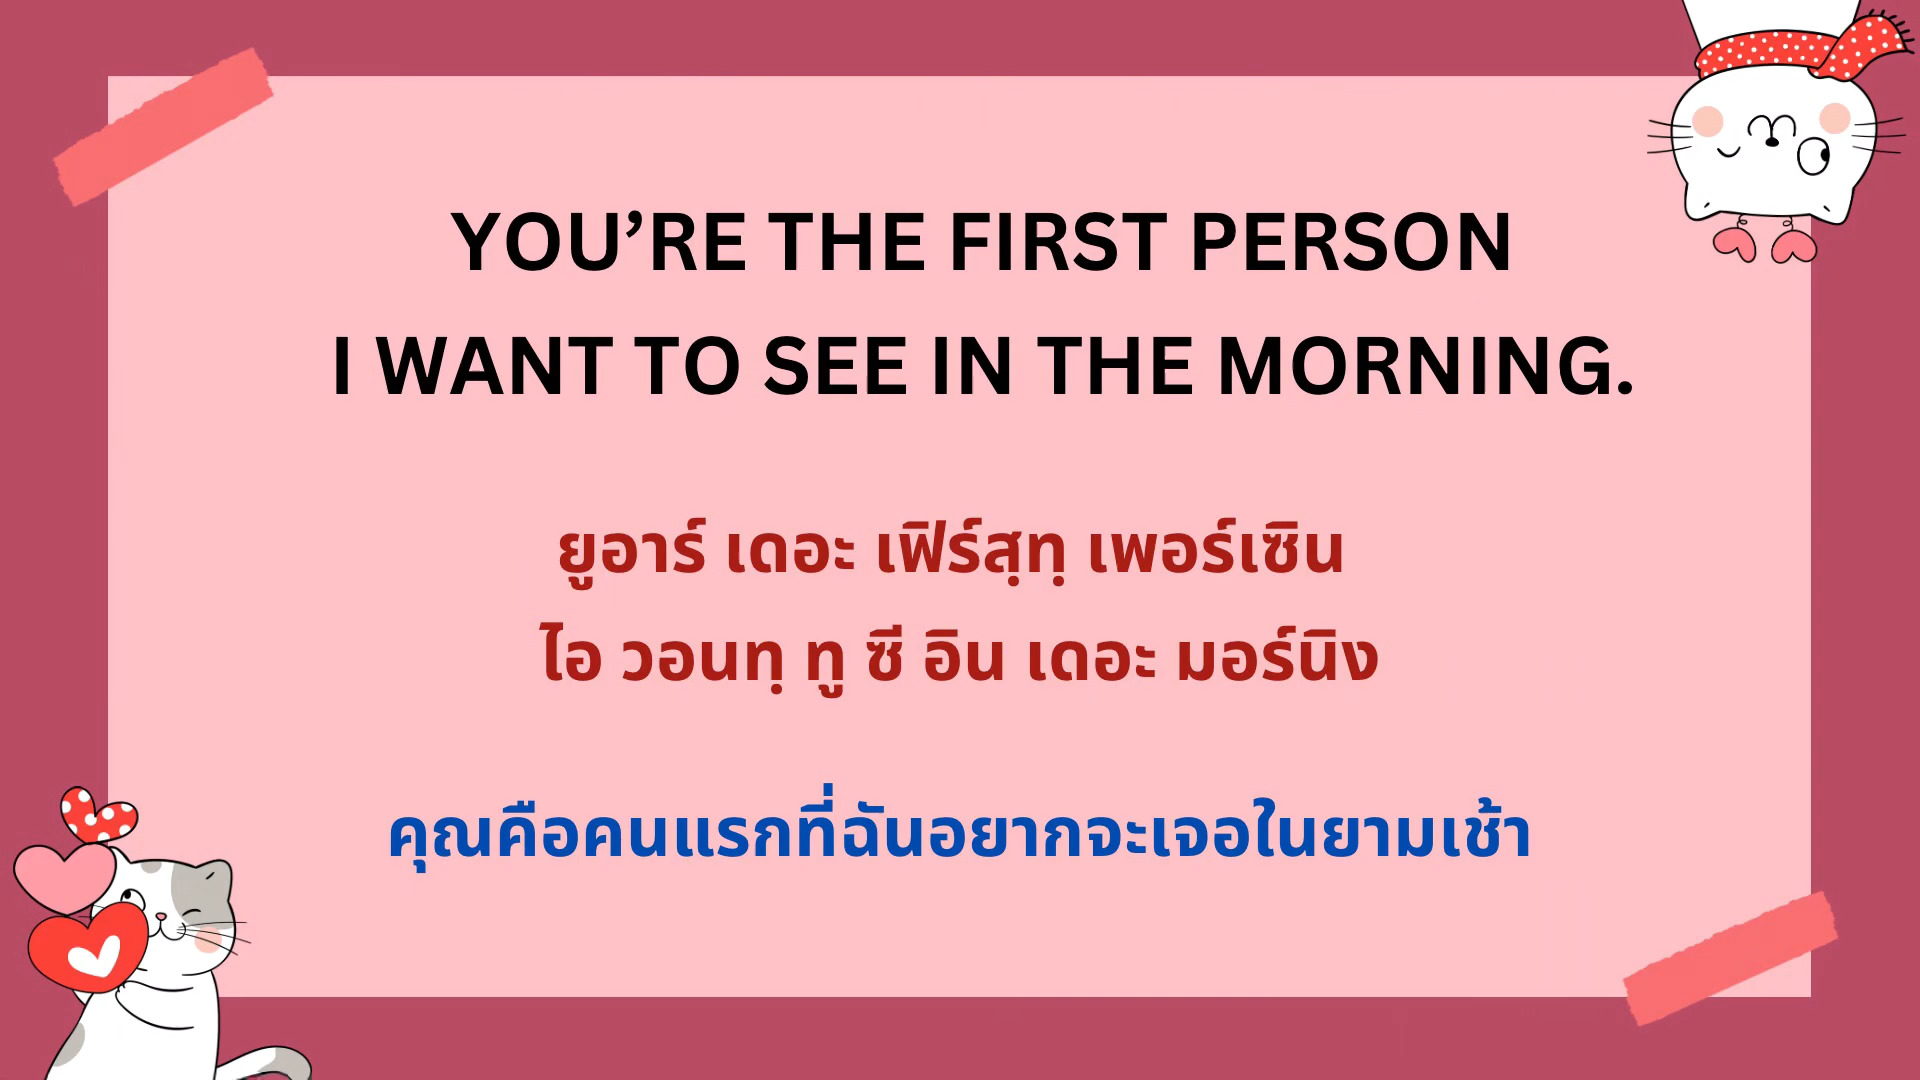 YOU’RE THE FIRST PERSON
I WANT TO SEE IN THE MORNING.
ยูอาร์ เดอะ เฟิร์สฺทฺ เพอร์เซิน
ไอ วอนทฺ ทู ซี อิน เดอะ มอร์นิง
คุณคือคนแรกที่ฉันอยากจะเจอในยามเช้า